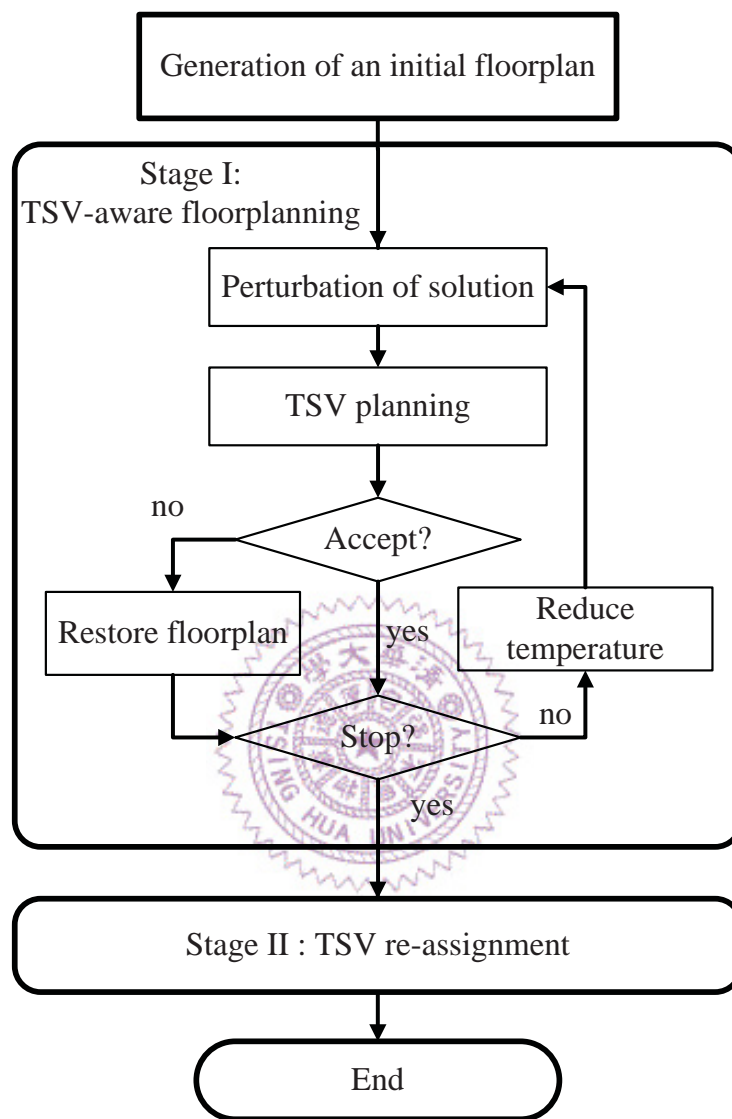 Generation of an initial floorplan
Stage I:
TSV-aware floorplanning
Perturbation of solution
TSV planning
no
Accept?
Restore floorplan
yes
Reduce
temperature
Stop?
no
yes
Stage II : TSV re-assignment
End